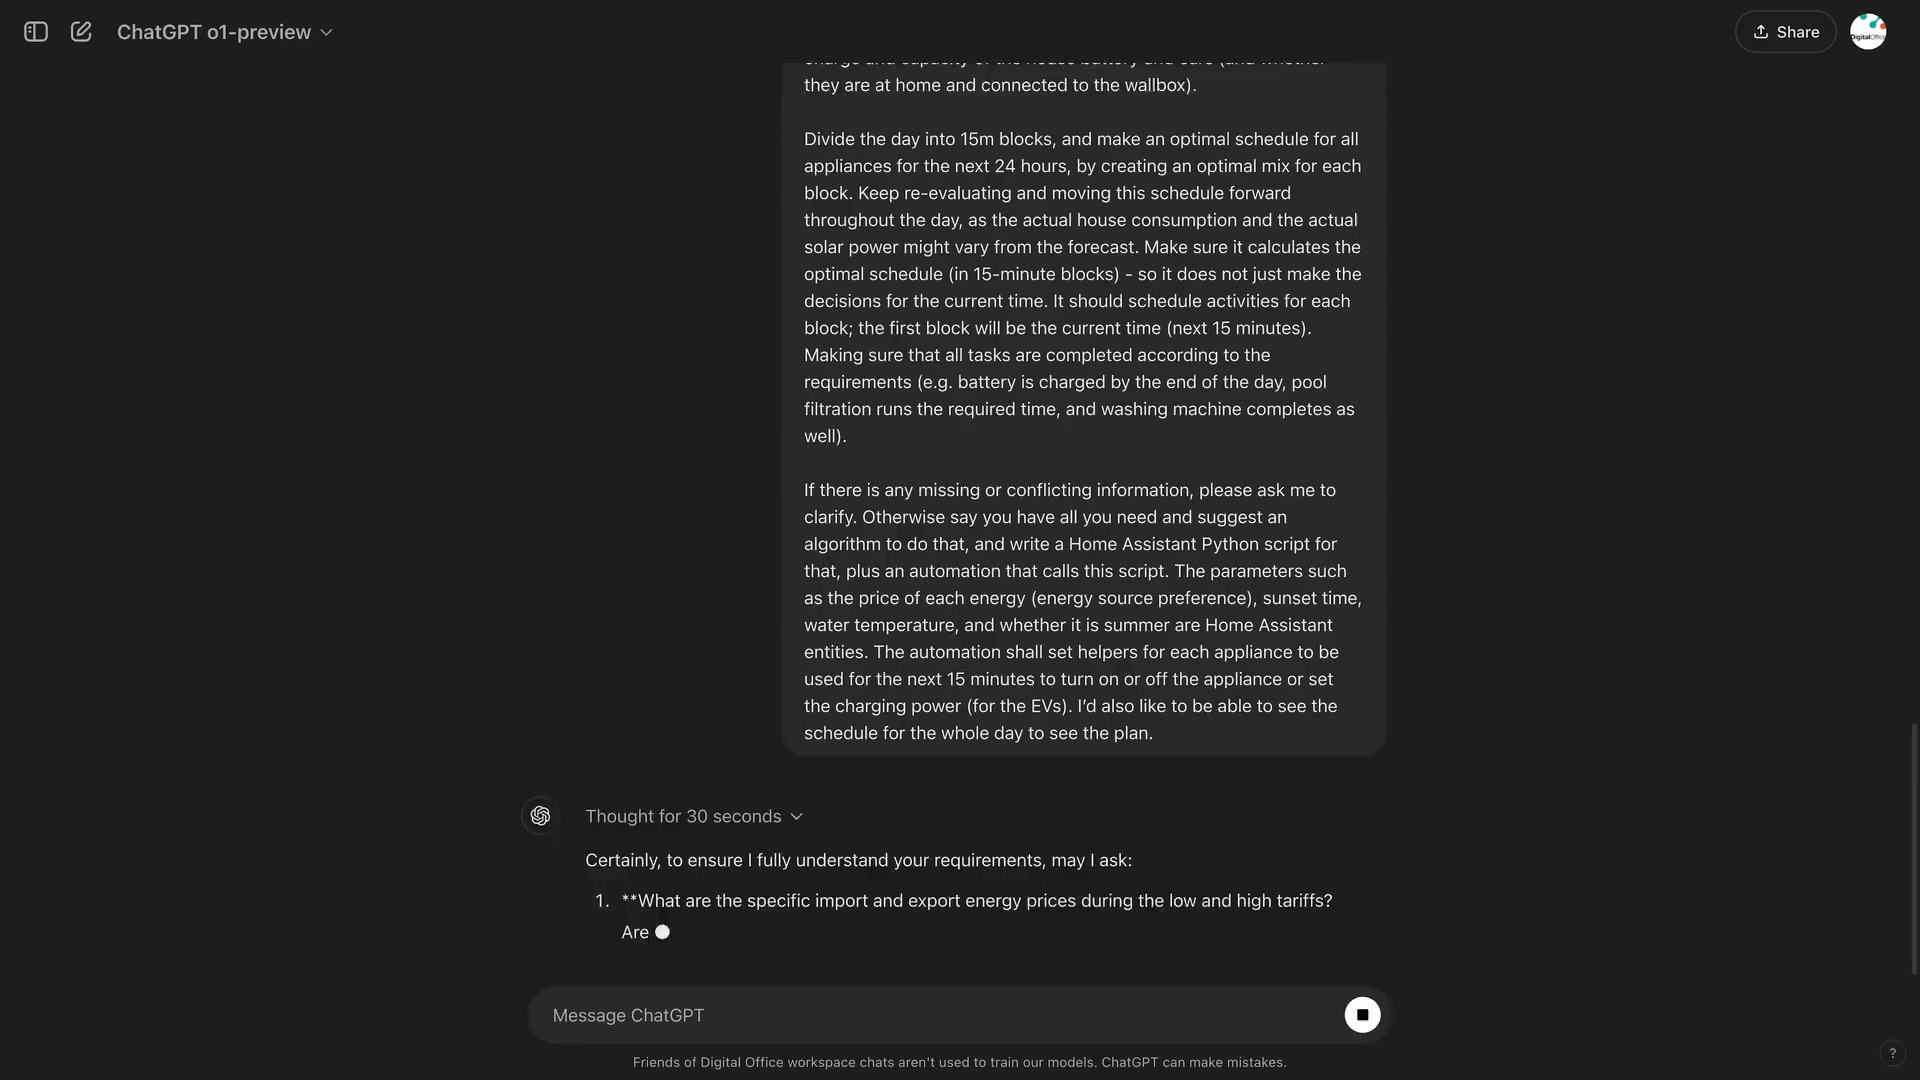 ChatGPT o1-preview
Share
DigitalOffice
charge and capacity of the house battery and cars (and whether
they are at home and connected to the wallbox).
Divide the day into 15m blocks, and make an optimal schedule for all
appliances for the next 24 hours, by creating an optimal mix for each
block. Keep re-evaluating and moving this schedule forward
throughout the day, as the actual house consumption and the actual
solar power might vary from the forecast. Make sure it calculates the
optimal schedule (in 15-minute blocks) - so it does not just make the
decisions for the current time. It should schedule activities for each
block; the first block will be the current time (next 15 minutes).
Making sure that all tasks are completed according to the
requirements (e.g. battery is charged by the end of the day, pool
filtration runs the required time, and washing machine completes as
well).
If there is any missing or conflicting information, please ask me to
clarify. Otherwise say you have all you need and suggest an
algorithm to do that, and write a Home Assistant Python script for
that, plus an automation that calls this script. The parameters such
as the price of each energy (energy source preference), sunset time,
water temperature, and whether it is summer are Home Assistant
entities. The automation shall set helpers for each appliance to be
used for the next 15 minutes to turn on or off the appliance or set
the charging power (for the EVs). I’d also like to be able to see the
schedule for the whole day to see the plan.
Thought for 30 seconds
Certainly, to ensure I fully understand your requirements, may I ask:
1. **What are the specific import and export energy prices during the low and high tariffs?
Are
Message ChatGPT
Friends of Digital Office workspace chats aren't used to train our models. ChatGPT can make mistakes.
?